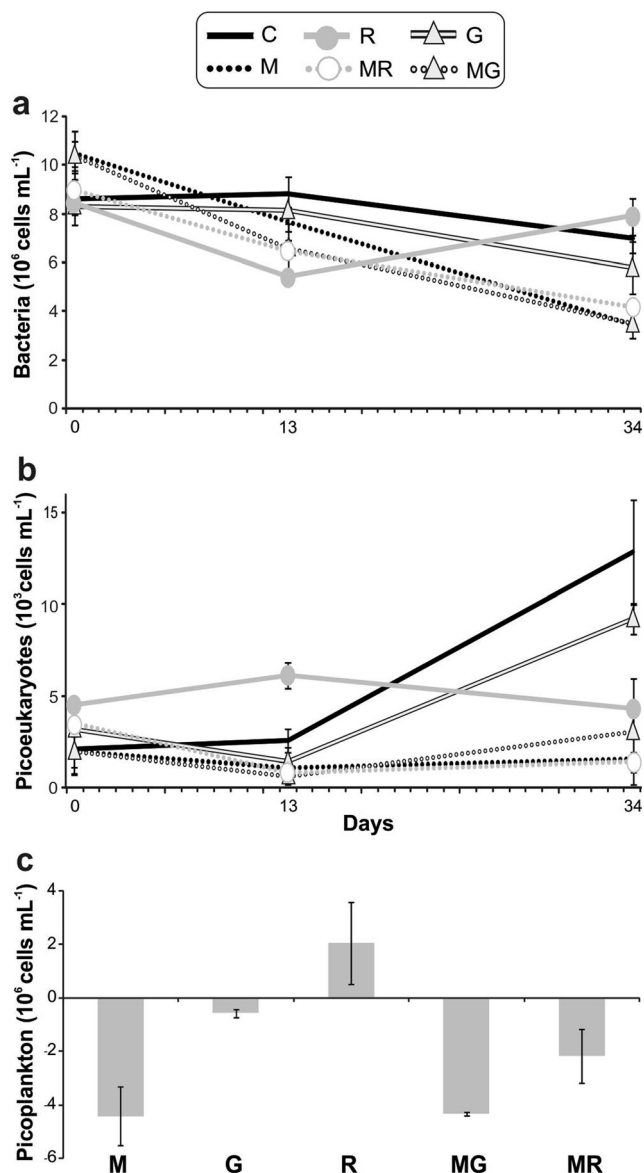 C R G
M MR MG
a
12
10
8
6
4
2
0
Bacteria (10⁶ cells mL⁻¹)
0 13 34
b
15
10
5
0
Picoeukaryotes (10³cells mL⁻¹)
0 13 34
Days
c
4
2
0
-2
-4
-6
Picoplankton (10⁶ cells mL⁻¹)
M G R MG MR